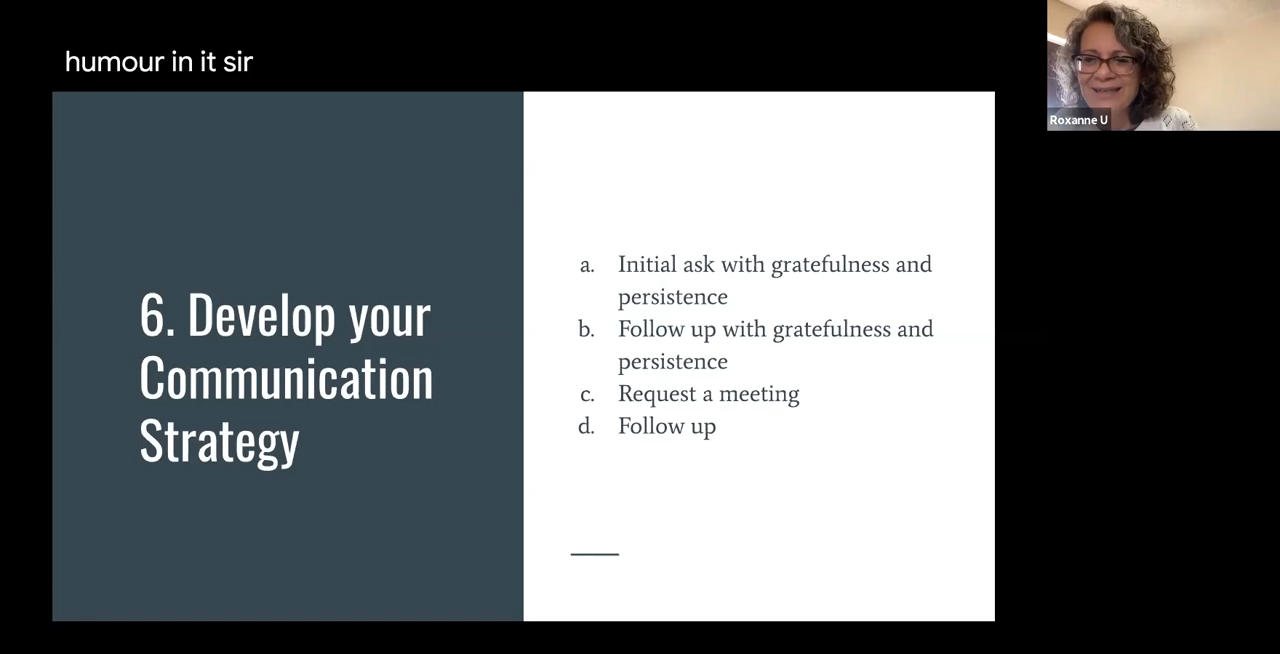 humour in it sir
Roxanne U
6. Develop your
Communication
Strategy
a. Initial ask with gratefulness and
persistence
b. Follow up with gratefulness and
persistence
c. Request a meeting
d. Follow up